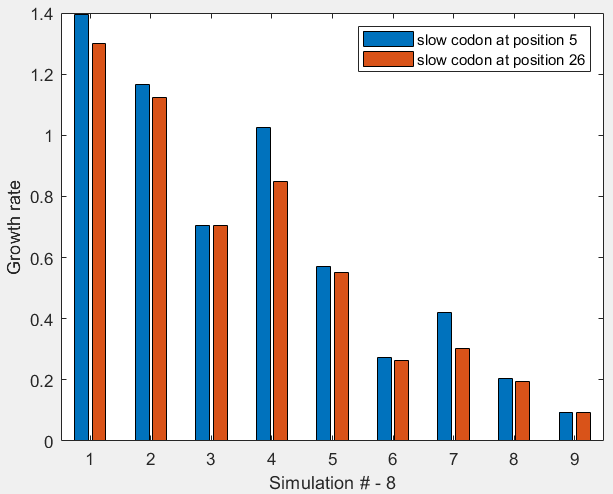 1.4
1.2
1
0.8
0.6
0.4
0.2
0
Growth rate
slow codon at position 5
slow codon at position 26
1 2 3 4 5 6 7 8 9
Simulation # - 8